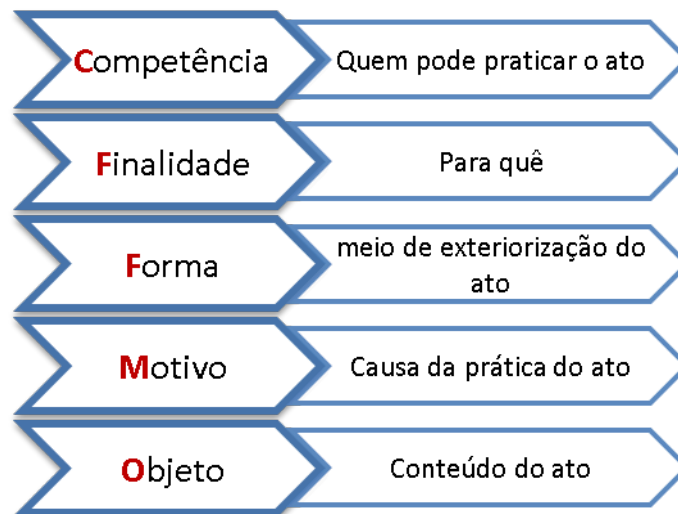 Competência
Quem pode praticar o ato
Finalidade
Para quê
Forma
meio de exteriorização do
ato
Motivo
Causa da prática do ato
Objeto
Conteúdo do ato